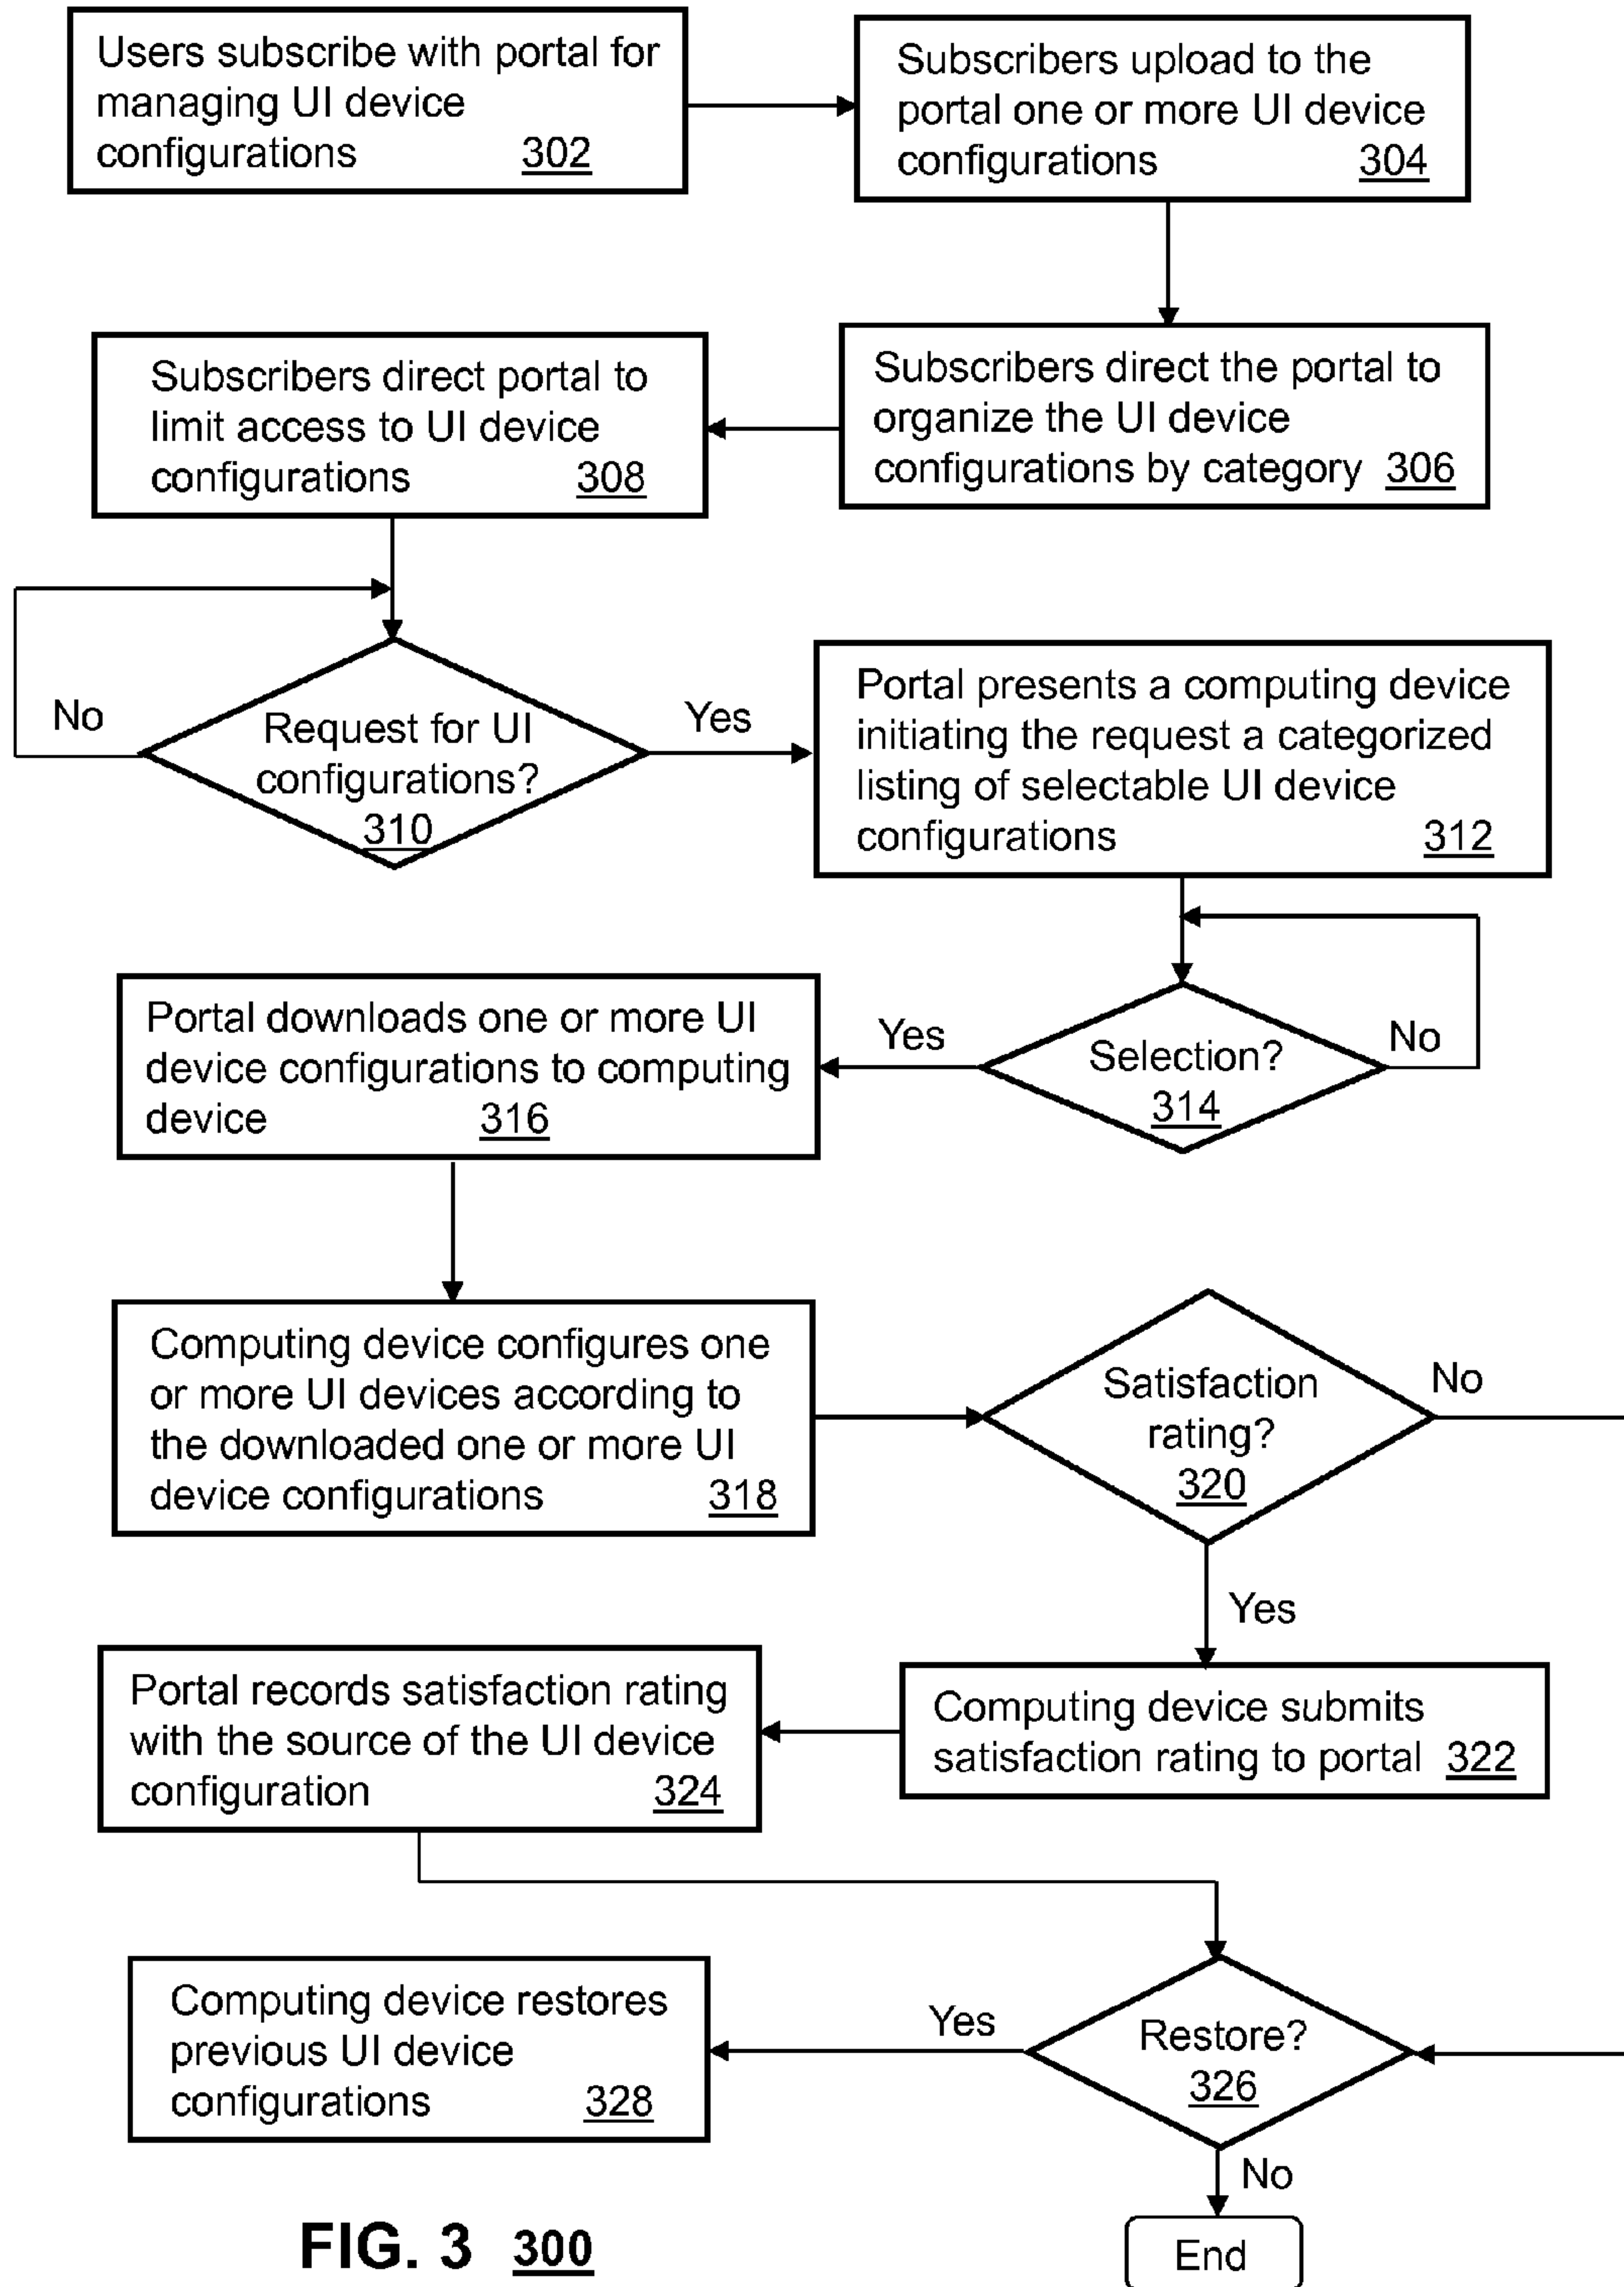 Users subscribe with portal for
managing UI device
configurations 302
Subscribers upload to the
portal one or more UI device
configurations 304
Subscribers direct the portal to
organize the UI device
configurations by category 306
Subscribers direct portal to
limit access to UI device
configurations 308
No
Request for UI
configurations?
310
Yes
Portal presents a computing device
initiating the request a categorized
listing of selectable UI device
configurations 312
Selection?
314
No
Yes
Portal downloads one or more UI
device configurations to computing
device 316
Computing device configures one
or more UI devices according to
the downloaded one or more UI
device configurations 318
Satisfaction
rating?
320
No
Yes
Computing device submits
satisfaction rating to portal 322
Portal records satisfaction rating
with the source of the UI device
configuration 324
Restore?
326
Yes
Computing device restores
previous UI device
configurations 328
No
End
FIG. 3 300